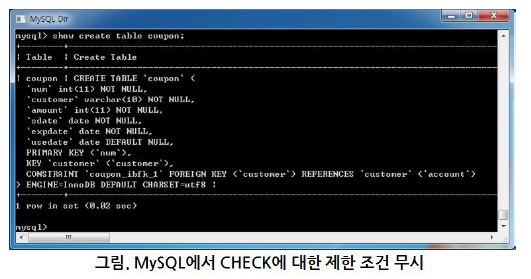 MySQL Dir
mysql> show create table coupon;
+--------+--------------------------------------------------------
| Table | Create Table
+--------+--------------------------------------------------------
| coupon | CREATE TABLE `coupon` (
`num` int(11) NOT NULL,
`customer` varchar(10) NOT NULL,
`amount` int(11) NOT NULL,
`sdate` date NOT NULL,
`expdate` date NOT NULL,
`usedate` date DEFAULT NULL,
PRIMARY KEY (`num`),
KEY `customer` (`customer`),
CONSTRAINT `coupon_ibfk_1` FOREIGN KEY (`customer`) REFERENCES `customer` (`account`)
) ENGINE=InnoDB DEFAULT CHARSET=utf8 |
+--------+--------------------------------------------------------
1 row in set (0.02 sec)
mysql>
그림. MySQL에서 CHECK에 대한 제한 조건 무시